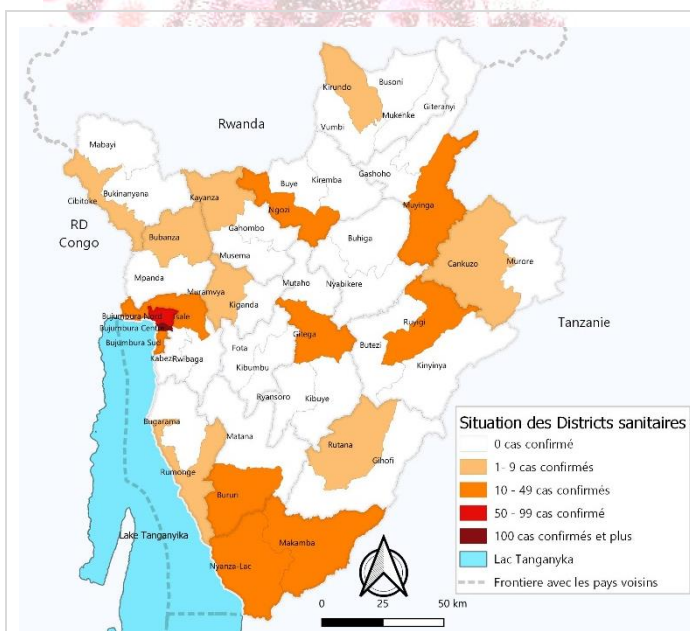 Kirundo
Busoni
Giteranyi
Mukenke
Vumbi
Rwanda
Mabayi
Gashoho
Kiremba
Buye
Bukinanyana
Cibitoke
Kayanza
Ngozi
Muyinga
RD
Congo
Gahombo
Bubanza
Buhiga
Musema
Cankuzo
Murore
Mpanda
Mutaho
Nyabikere
Muramvya
Kiganda
Bujumbura Nord
Isale
Bujumbura Centre
Bujumbura Sud
Gitega
Ruyigi
Tanzanie
Fota
Butezi
Kabezi
Rwibaga
Kibumbu
Kinyinya
Ryansoro
Kibuye
Bugarama
Matana
Rutana
Gihofi
Rumonge
Bururi
Lake Tanganyika
Makamba
Nyanza-Lac
0
25
50 km
Situation des Districts sanitaires
0 cas confirmé
1- 9 cas confirmés
10 - 49 cas confirmés
50 - 99 cas confirmé
100 cas confirmés et plus
Lac Tanganyka
Frontiere avec les pays voisins